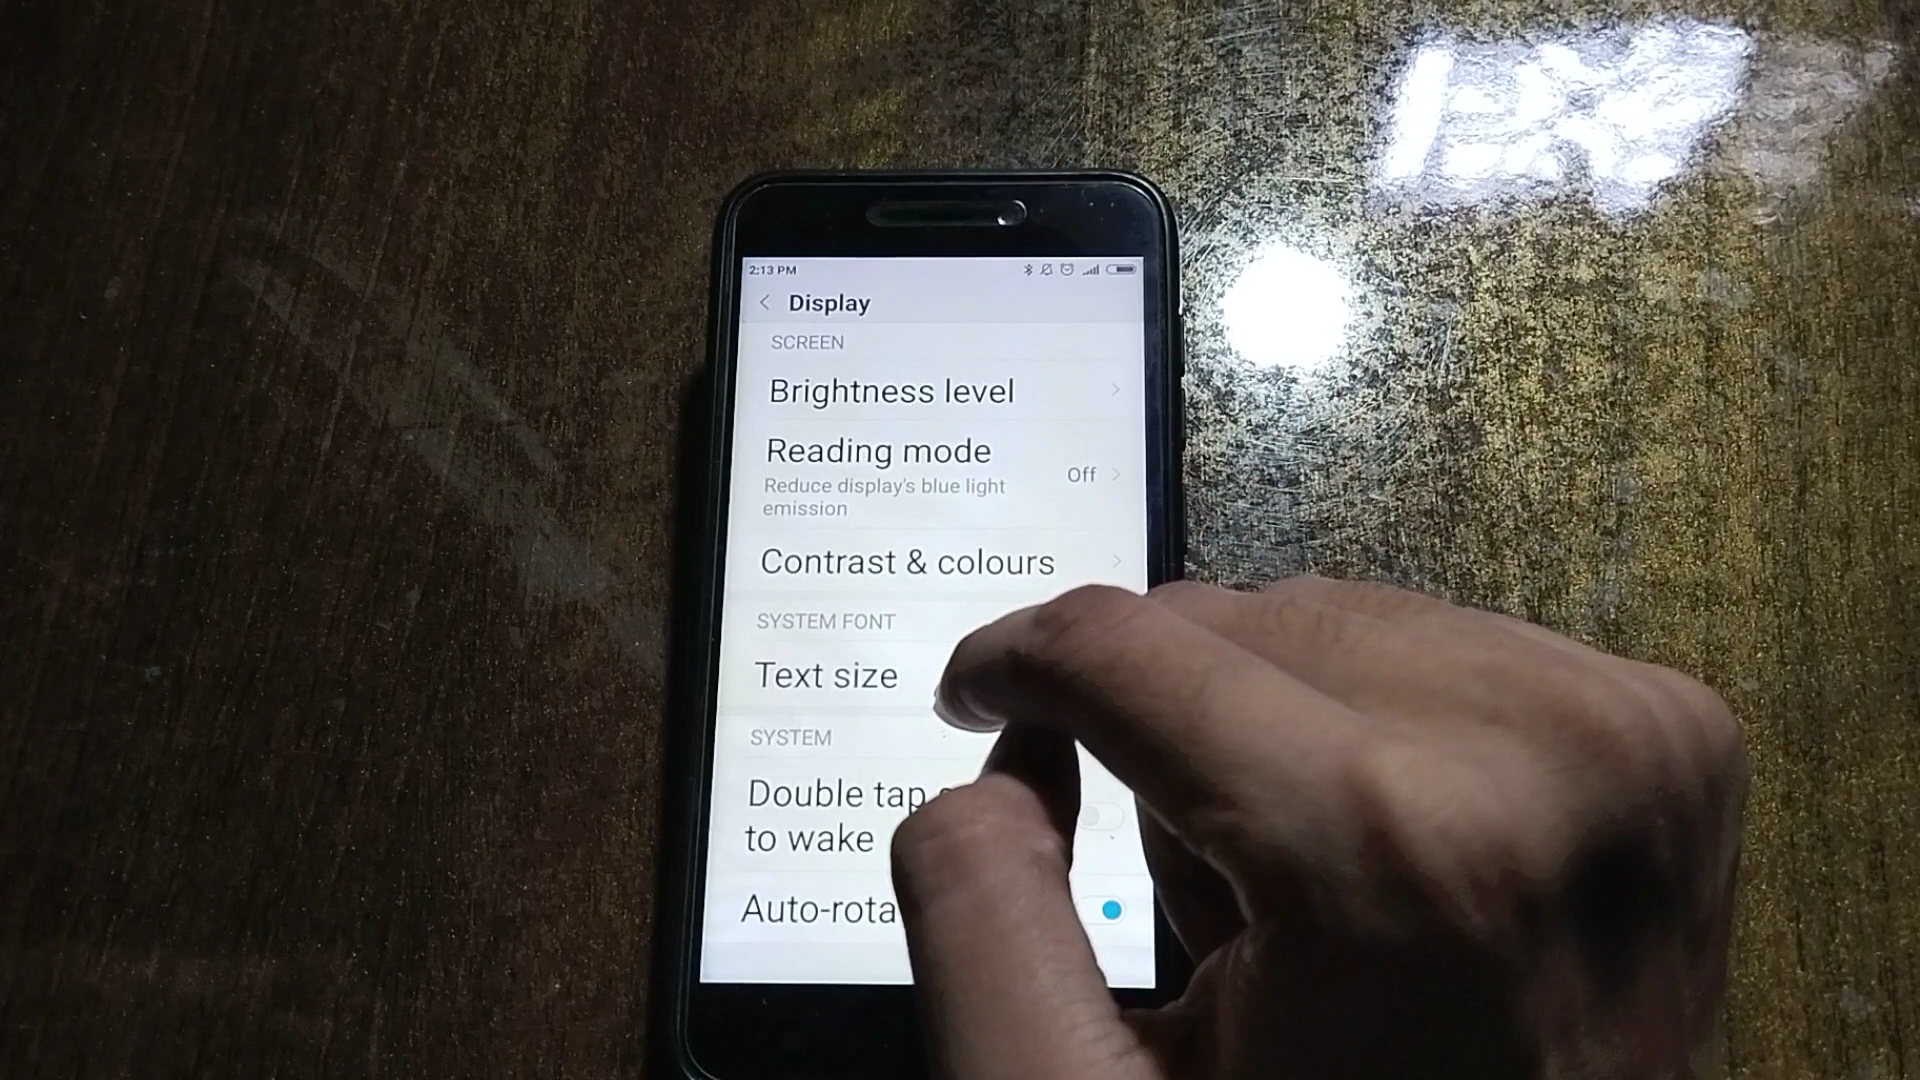 2:13 PM
Display
SCREEN
Brightness level
Reading mode
Off
Reduce display's blue light
emission
Contrast & colours
SYSTEM FONT
Text size
SYSTEM
Double tap
to wake
Auto-rota